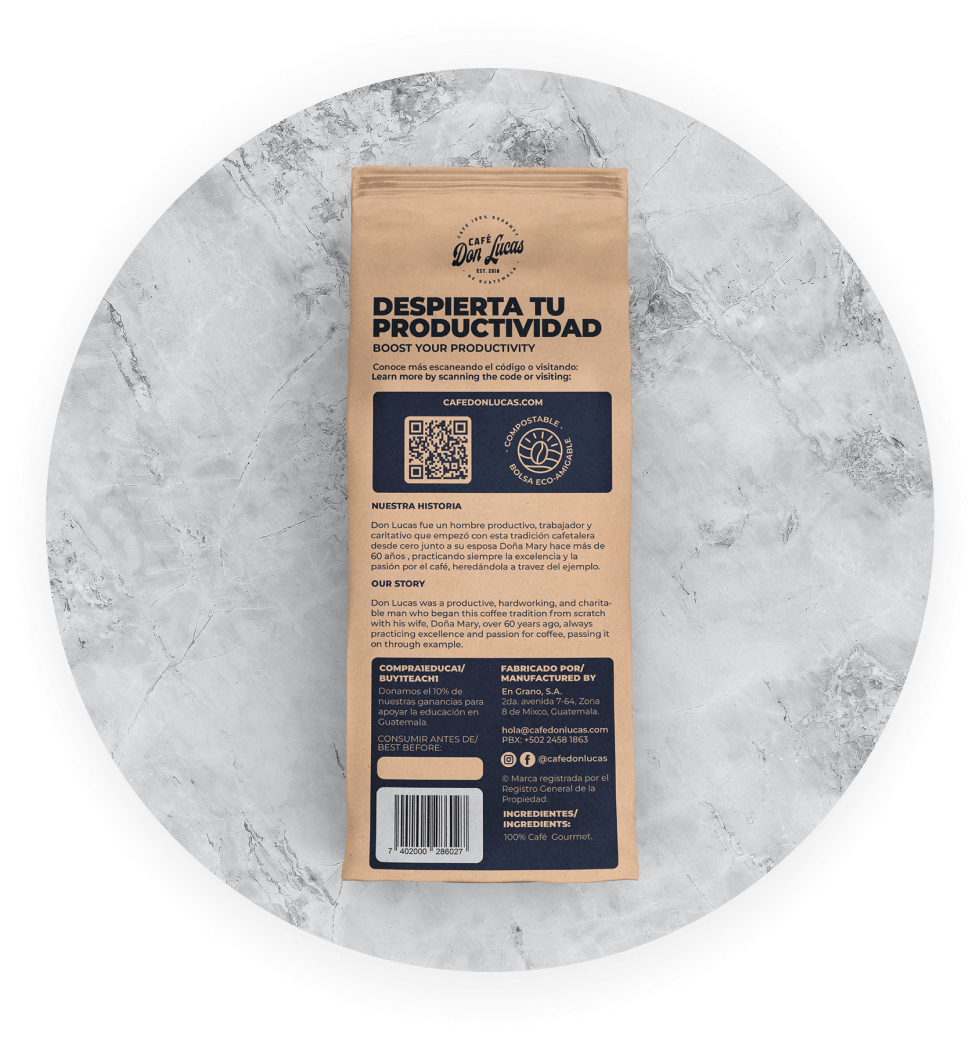 CAFÉ 100% GOURMET
CAFÉ
Don Lucas
EST. 2018
· DE GUATEMALA ·
DESPIERTA TU
PRODUCTIVIDAD
BOOST YOUR PRODUCTIVITY
Conoce más escaneando el código o visitando:
Learn more by scanning the code or visiting:
CAFEDONLUCAS.COM
- COMPOSTABLE -
BOLSA ECO-AMIGABLE
NUESTRA HISTORIA
Don Lucas fue un hombre productivo, trabajador y
caritativo que empezó con esta tradición cafetalera
desde cero junto a su esposa Doña Mary hace más de
60 años , practicando siempre la excelencia y la
pasión por el café, heredándola a travez del ejemplo.
OUR STORY
Don Lucas was a productive, hardworking, and charita-
ble man who began this coffee tradition from scratch
with his wife, Doña Mary, over 60 years ago, always
practicing excellence and passion for coffee, passing it
on through example.
COMPRA1EDUCA1/
BUY1TEACH1
Donamos el 10% de
nuestras ganancias para
apoyar la educación en
Guatemala.
CONSUMIR ANTES DE/
BEST BEFORE:
7 402000 286027
FABRICADO POR/
MANUFACTURED BY
En Grano, S.A.
2da. avenida 7-64, Zona
8 de Mixco, Guatemala.
hola@cafedonlucas.com
PBX: +502 2458 1863
@cafedonlucas
© Marca registrada por el
Registro General de la
Propiedad.
INGREDIENTES/
INGREDIENTS:
100% Café Gourmet.